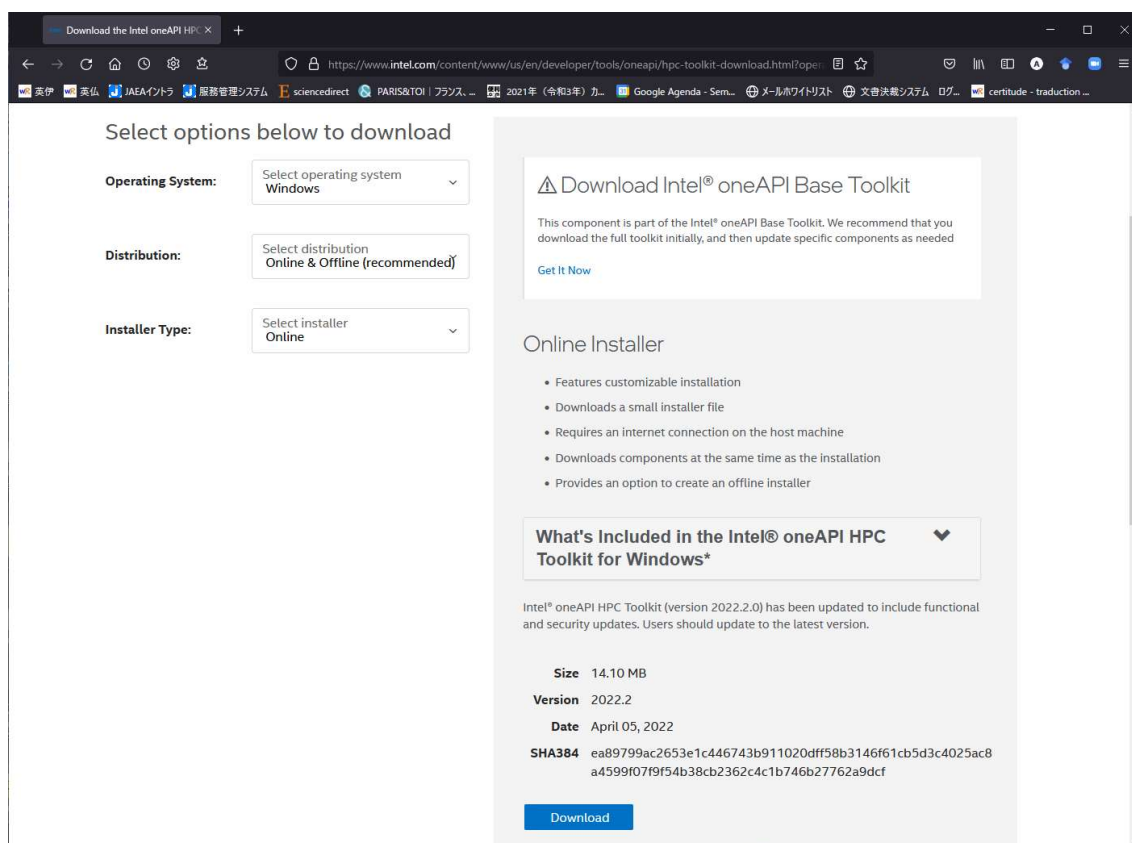 Download the Intel oneAPI HPC
https://www.intel.com/content/www/us/en/developer/tools/oneapi/hpc-toolkit-download.html?oper
英伊
英仏
JAEAイントラ
服務管理システム
sciencedirect
PARIS&TOI | フランス、...
2021年（令和3年）カ...
Google Agenda - Sem...
メールホワイトリスト
文書決裁システム ログ...
certitude - traduction ...
Select options below to download
Operating System:
Select operating system
Windows
Distribution:
Select distribution
Online & Offline (recommended)
Installer Type:
Select installer
Online
Download Intel® oneAPI Base Toolkit
This component is part of the Intel® oneAPI Base Toolkit. We recommend that you
download the full toolkit initially, and then update specific components as needed
Get It Now
Online Installer
• Features customizable installation
• Downloads a small installer file
• Requires an internet connection on the host machine
• Downloads components at the same time as the installation
• Provides an option to create an offline installer
What's Included in the Intel® oneAPI HPC
Toolkit for Windows*
Intel® oneAPI HPC Toolkit (version 2022.2.0) has been updated to include functional
and security updates. Users should update to the latest version.
Size 14.10 MB
Version 2022.2
Date April 05, 2022
SHA384 ea89799ac2653e1c446743b911020dff58b3146f61cb5d3c4025ac8
a4599f07f9f54b38cb2362c4c1b746b27762a9dcf
Download